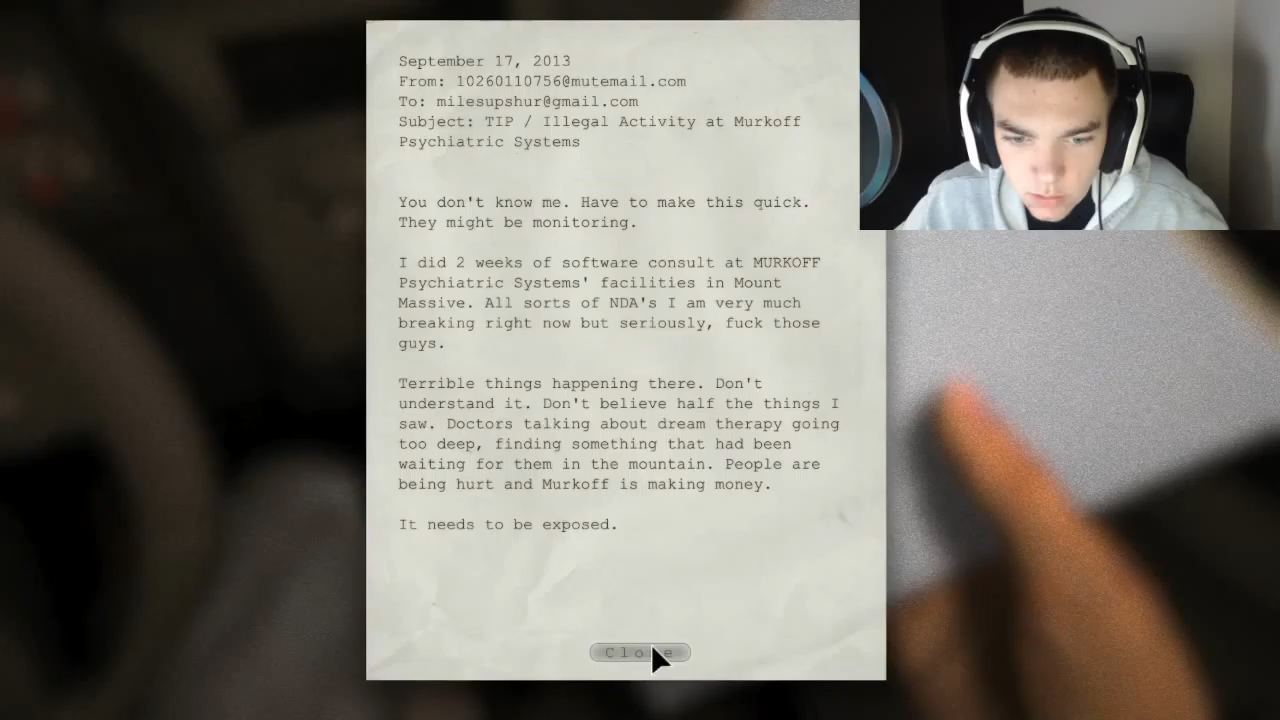 September 17, 2013
From: 10260110756@mutemail.com
To: milesupshur@gmail.com
Subject: TIP / Illegal Activity at Murkoff
Psychiatric Systems
You don't know me. Have to make this quick.
They might be monitoring.
I did 2 weeks of software consult at MURKOFF
Psychiatric Systems' facilities in Mount
Massive. All sorts of NDA's I am very much
breaking right now but seriously, fuck those
guys.
Terrible things happening there. Don't
understand it. Don't believe half the things I
saw. Doctors talking about dream therapy going
too deep, finding something that had been
waiting for them in the mountain. People are
being hurt and Murkoff is making money.
It needs to be exposed.
Close